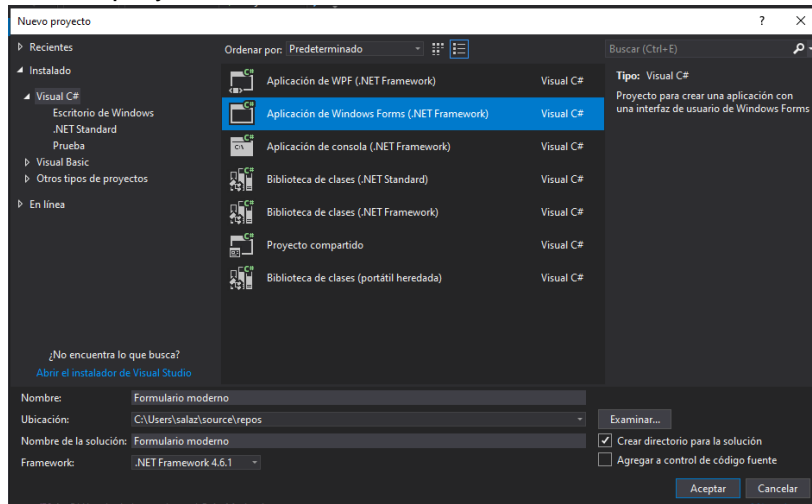 Nuevo proyecto
? X
Recientes
Instalado
Visual C#
Escritorio de Windows
.NET Standard
Prueba
Visual Basic
Otros tipos de proyectos
En línea
¿No encuentra lo que busca?
Abrir el instalador de Visual Studio
Ordenar por: Predeterminado
C# Aplicación de WPF (.NET Framework) Visual C#
C# Aplicación de Windows Forms (.NET Framework) Visual C#
C# Aplicación de consola (.NET Framework) Visual C#
C# Biblioteca de clases (.NET Standard) Visual C#
C# Biblioteca de clases (.NET Framework) Visual C#
C# Proyecto compartido Visual C#
C# Biblioteca de clases (portátil heredada) Visual C#
Buscar (Ctrl+E)
Tipo: Visual C#
Proyecto para crear una aplicación con
una interfaz de usuario de Windows Forms
Nombre: Formulario moderno
Ubicación: C:\Users\salaz\source\repos
Examinar...
Nombre de la solución: Formulario moderno
Crear directorio para la solución
Framework: .NET Framework 4.6.1
Agregar a control de código fuente
Aceptar Cancelar